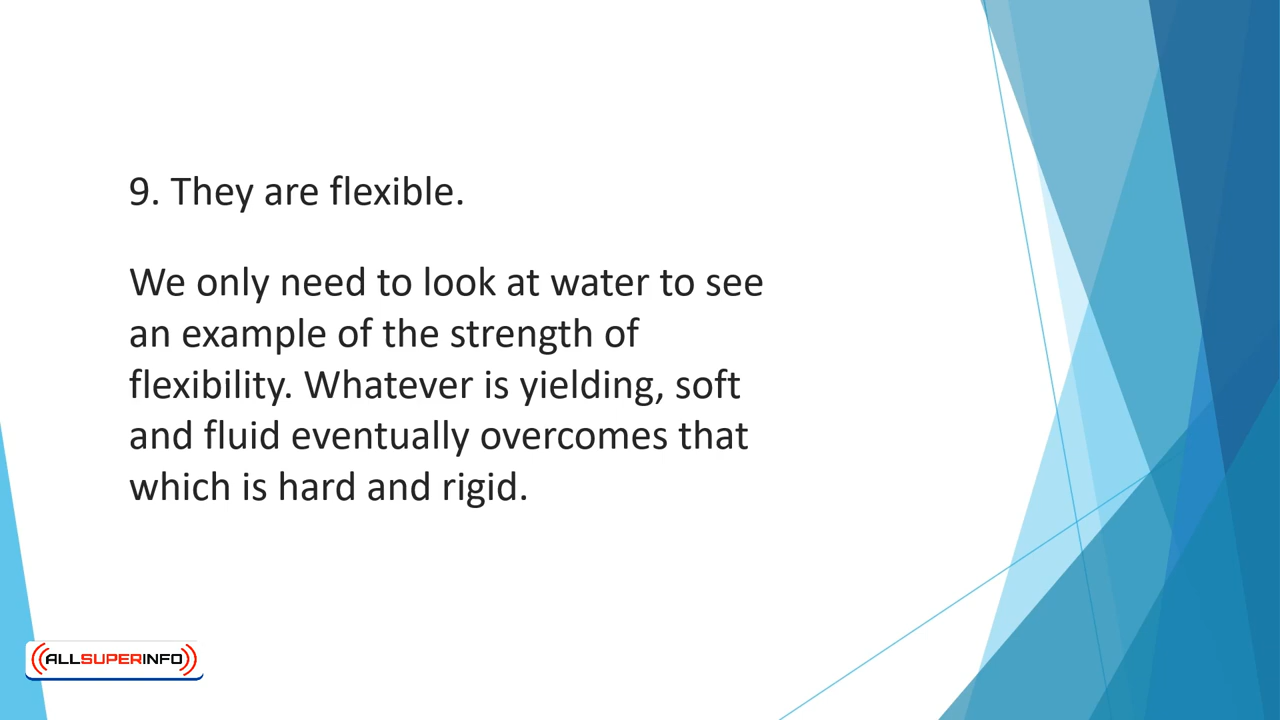 9. They are flexible.
We only need to look at water to see
an example of the strength of
flexibility. Whatever is yielding, soft
and fluid eventually overcomes that
which is hard and rigid.
ALLSUPERINFO